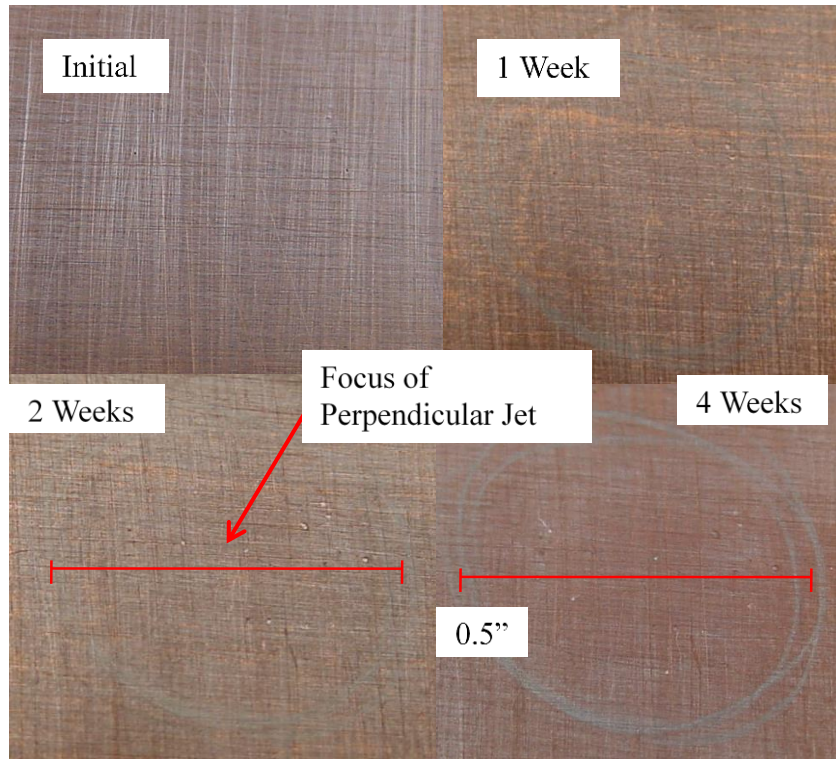 Initial
1 Week
Focus of
Perpendicular Jet
2 Weeks
4 Weeks
0.5”